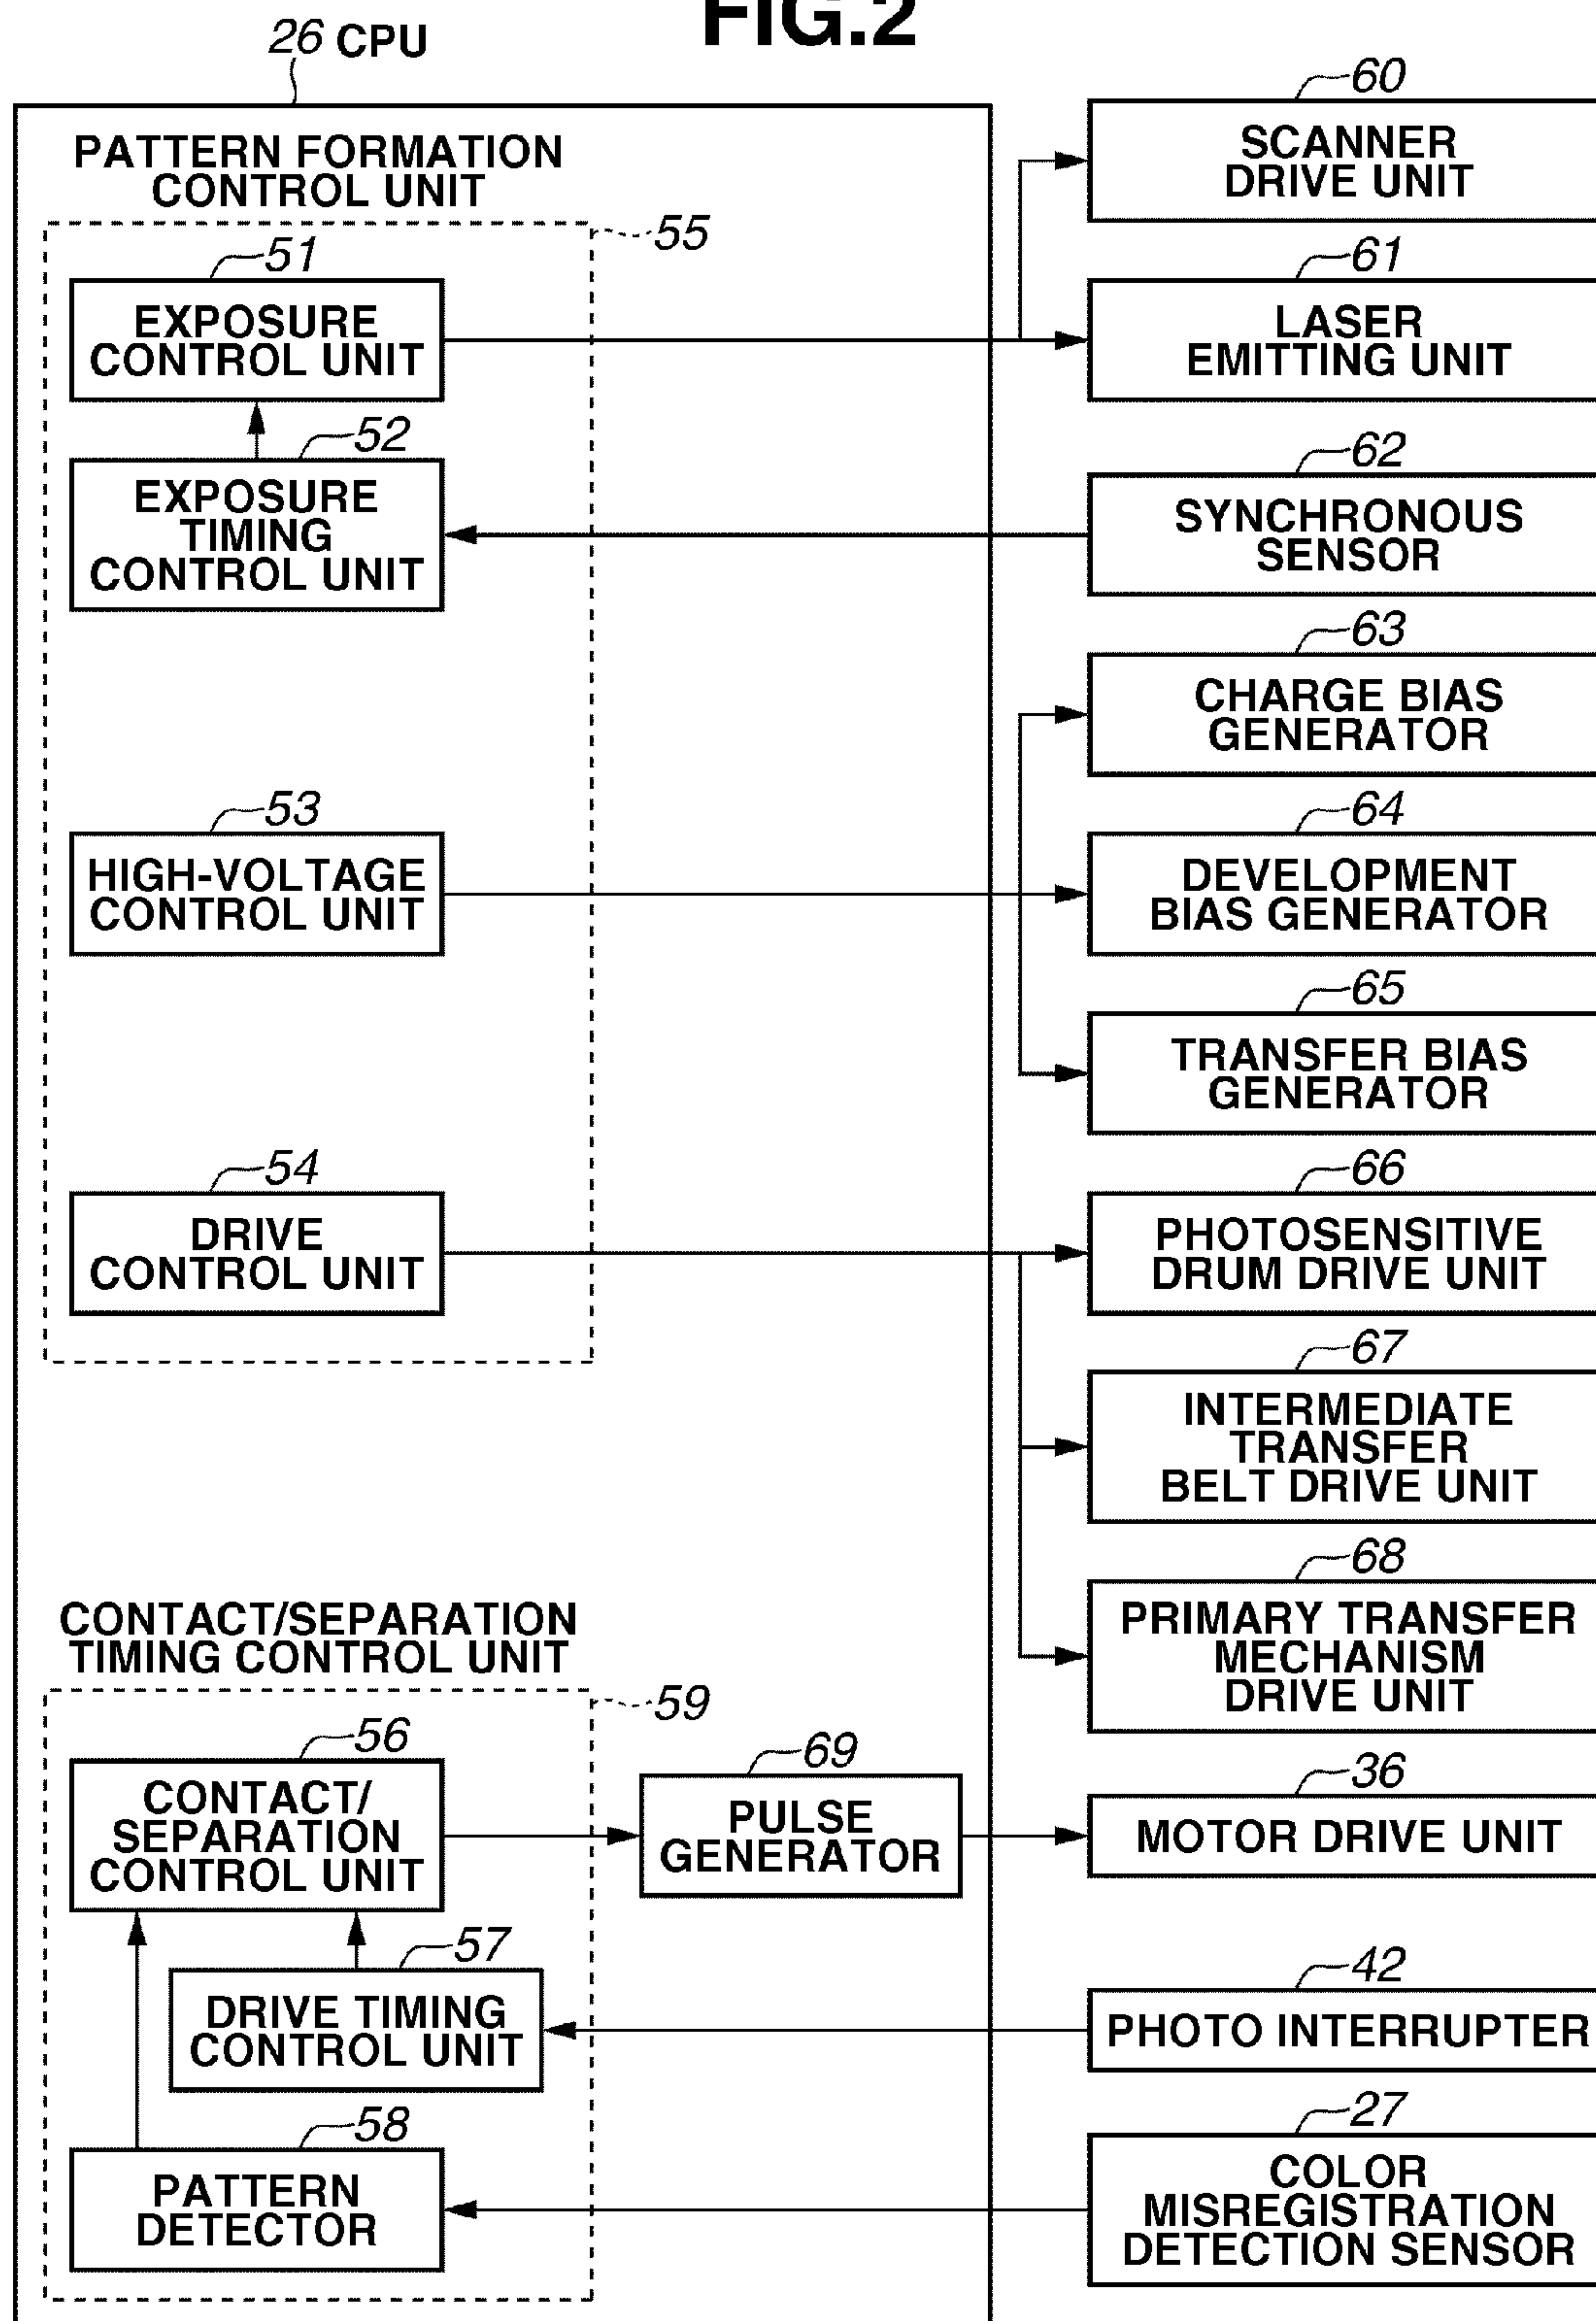 FIG.2
26 CPU
PATTERN FORMATION
CONTROL UNIT
55
51
EXPOSURE
CONTROL UNIT
52
EXPOSURE
TIMING
CONTROL UNIT
53
HIGH-VOLTAGE
CONTROL UNIT
54
DRIVE
CONTROL UNIT
CONTACT/SEPARATION
TIMING CONTROL UNIT
59
56
CONTACT/
SEPARATION
CONTROL UNIT
57
DRIVE TIMING
CONTROL UNIT
58
PATTERN
DETECTOR
69
PULSE
GENERATOR
60
SCANNER
DRIVE UNIT
61
LASER
EMITTING UNIT
62
SYNCHRONOUS
SENSOR
63
CHARGE BIAS
GENERATOR
64
DEVELOPMENT
BIAS GENERATOR
65
TRANSFER BIAS
GENERATOR
66
PHOTOSENSITIVE
DRUM DRIVE UNIT
67
INTERMEDIATE
TRANSFER
BELT DRIVE UNIT
68
PRIMARY TRANSFER
MECHANISM
DRIVE UNIT
36
MOTOR DRIVE UNIT
42
PHOTO INTERRUPTER
27
COLOR
MISREGISTRATION
DETECTION SENSOR